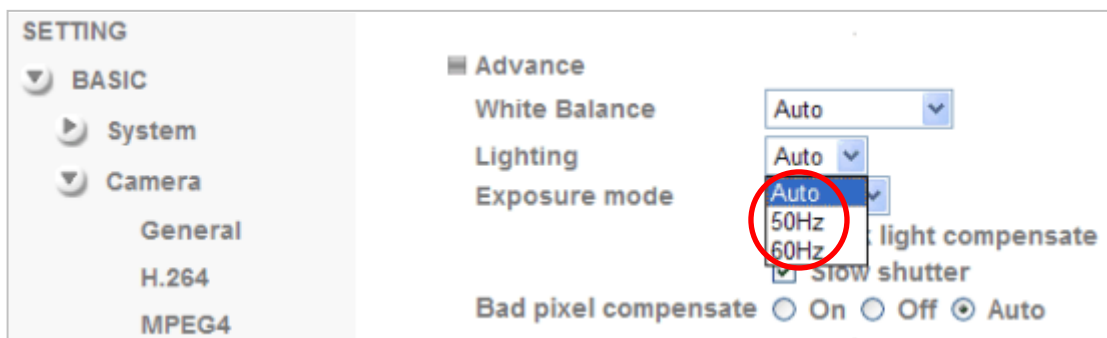 SETTING
BASIC
System
Camera
General
H.264
MPEG4
Advance
White Balance Auto
Lighting Auto
Exposure mode Auto
50Hz
60Hz
light compensate
Slow shutter
Bad pixel compensate On Off Auto